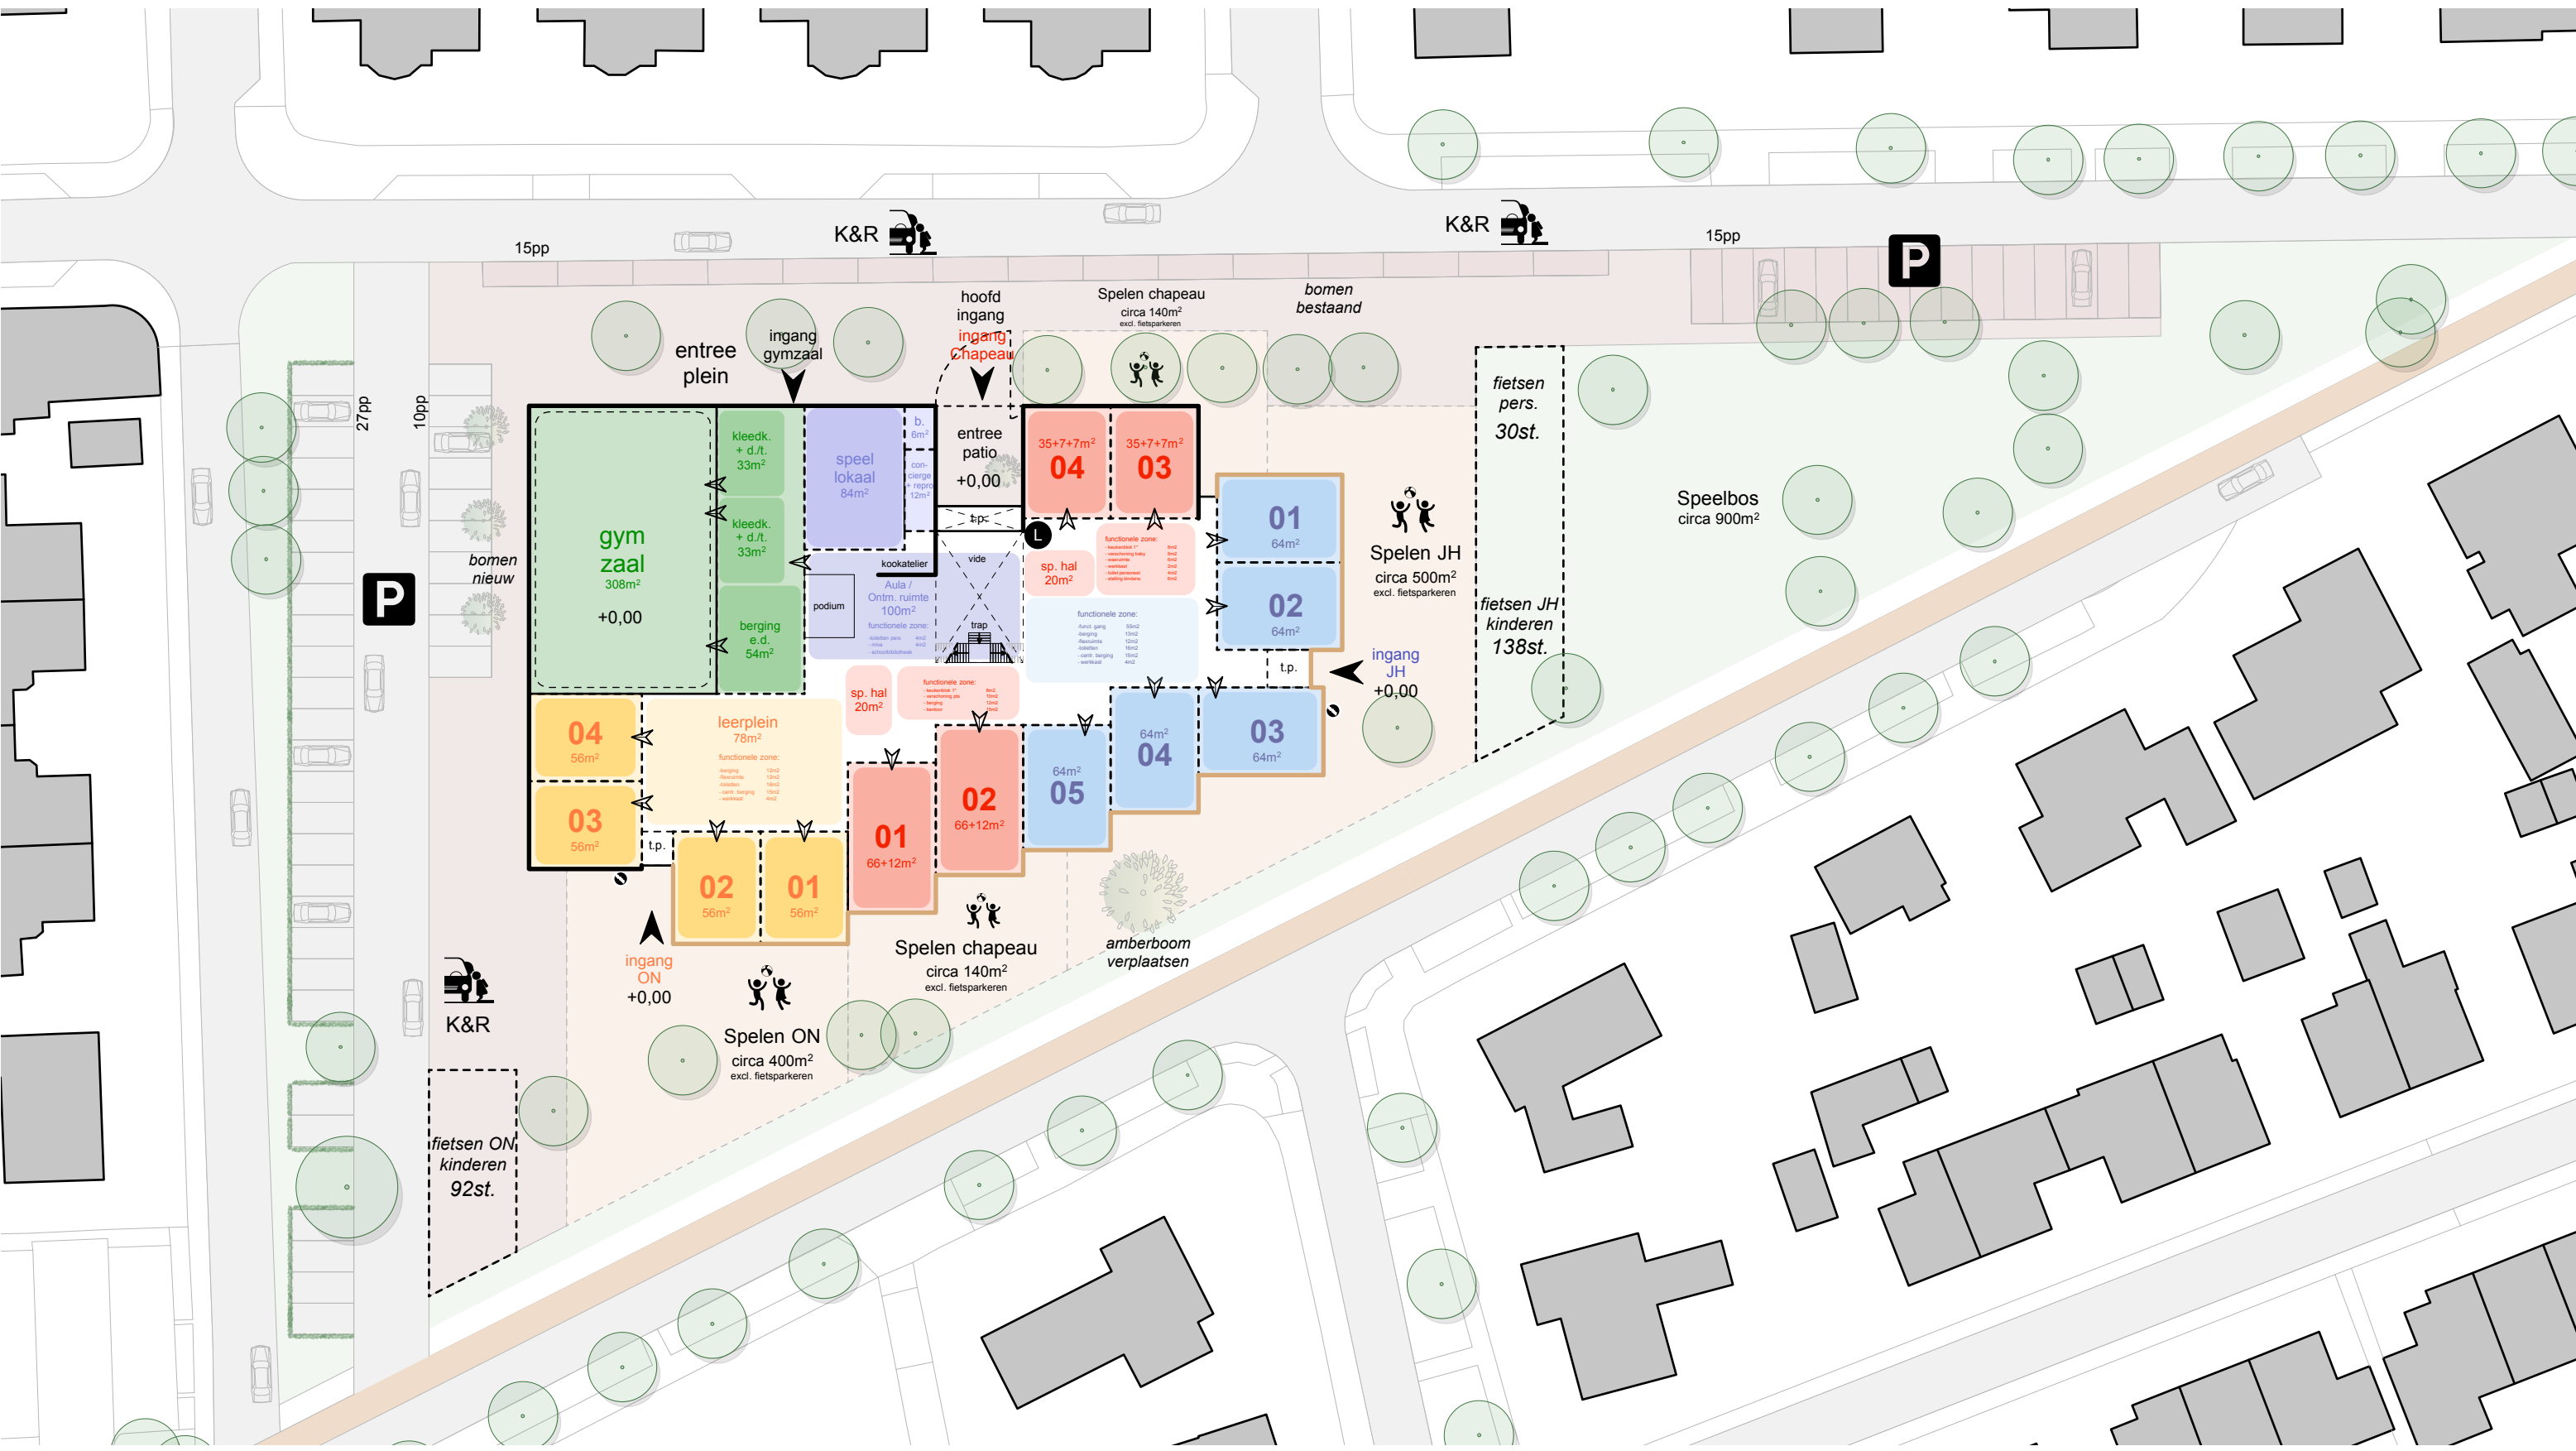 15pp
K&R
K&R
15pp
P
hoofd
ingang
ingang
Chapeau
Spelen chapeau
circa 140m²
excl. fietsparkeren
bomen
bestaand
entree
plein
ingang
gymzaal
27pp
10pp
fietsen
pers.
30st.
kleedk.
+ d./t.
33m²
speel
lokaal
84m²
b.
6m²
con-
cierge
+ repro
12m²
entree
patio
+0,00
t.p.
35+7+7m²
04
35+7+7m²
03
01
64m²
Spelen JH
circa 500m²
excl. fietsparkeren
Speelbos
circa 900m²
gym
zaal
308m²
+0,00
kleedk.
+ d./t.
33m²
L
bomen
nieuw
P
kookatelier
vide
sp. hal
20m²
functionele zone:
02
64m²
podium
Aula /
Ontm. ruimte
100m²
functionele zone:
trap
functionele zone:
fietsen JH
kinderen
138st.
berging
e.d.
54m²
t.p.
ingang
JH
+0,00
sp. hal
20m²
functionele zone:
04
56m²
leerplein
78m²
functionele zone:
64m²
04
03
64m²
64m²
05
02
66+12m²
03
56m²
t.p.
01
66+12m²
02
56m²
01
56m²
ingang
ON
+0,00
Spelen chapeau
circa 140m²
excl. fietsparkeren
amberboom
verplaatsen
K&R
Spelen ON
circa 400m²
excl. fietsparkeren
fietsen ON
kinderen
92st.